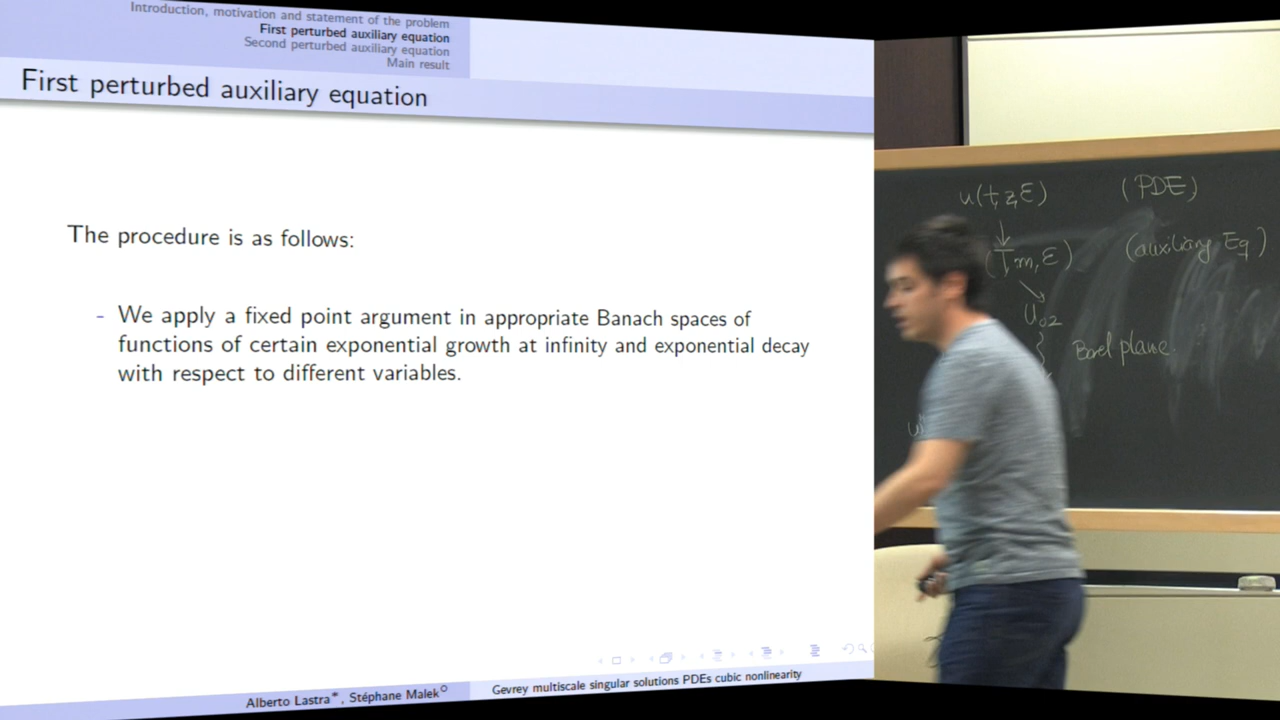 Introduction, motivation and statement of the problem
First perturbed auxiliary equation
Second perturbed auxiliary equation
Main result
First perturbed auxiliary equation
The procedure is as follows:
- We apply a fixed point argument in appropriate Banach spaces of
functions of certain exponential growth at infinity and exponential decay
with respect to different variables.
Alberto Lastra*, Stéphane Malek○
Gevrey multiscale singular solutions PDEs cubic nonlinearity
u(t,z,ε) (PDE)
(T,m,ε) (auxiliary Eq)
U02
Borel plane.